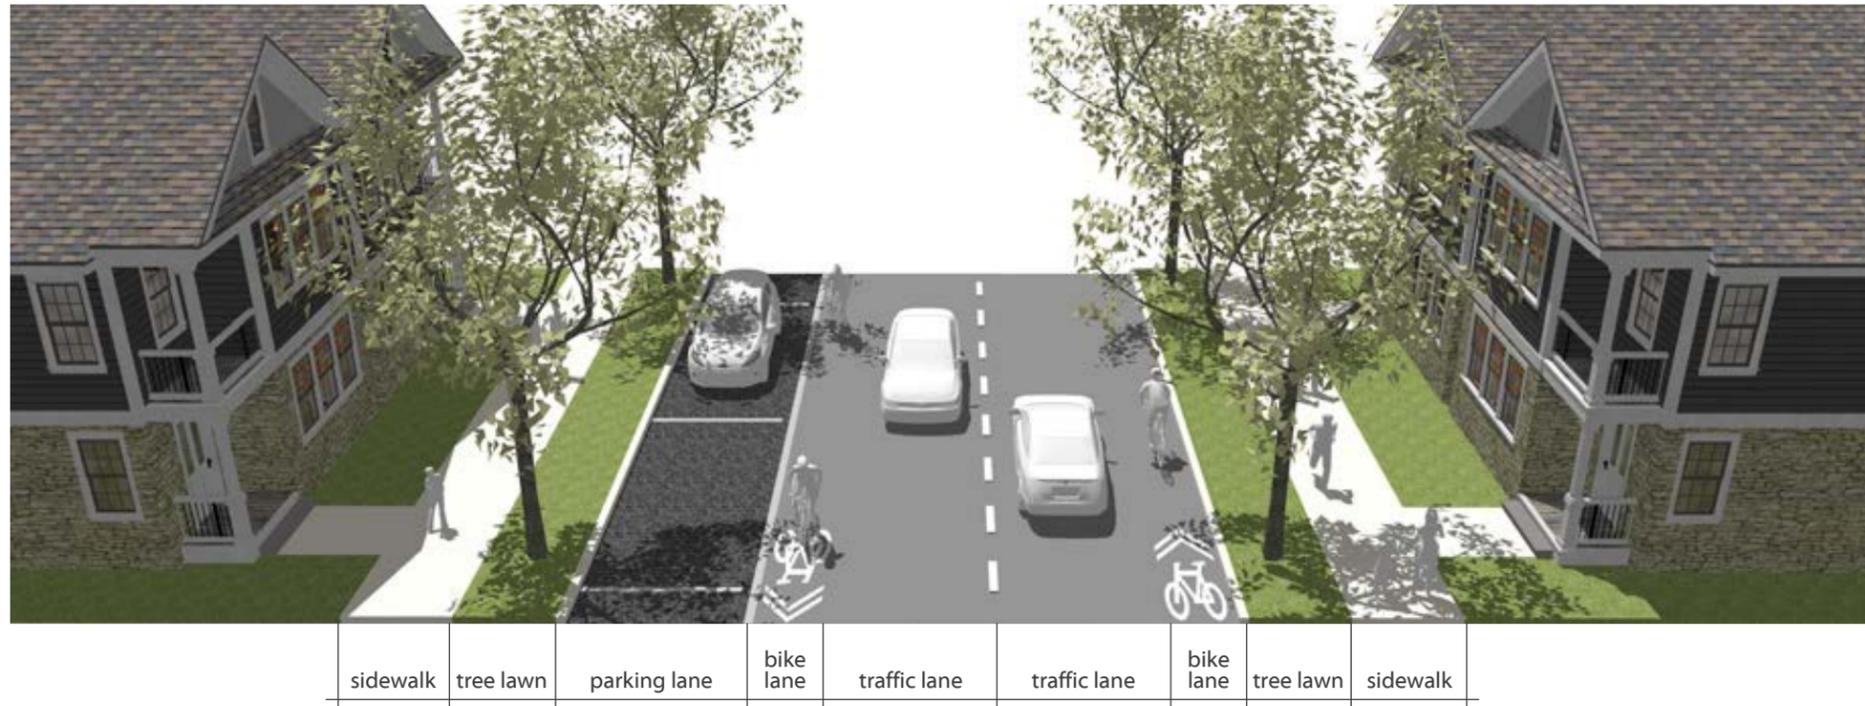 sidewalk
tree lawn
parking lane
bike
lane
traffic lane
traffic lane
bike
lane
tree lawn
sidewalk